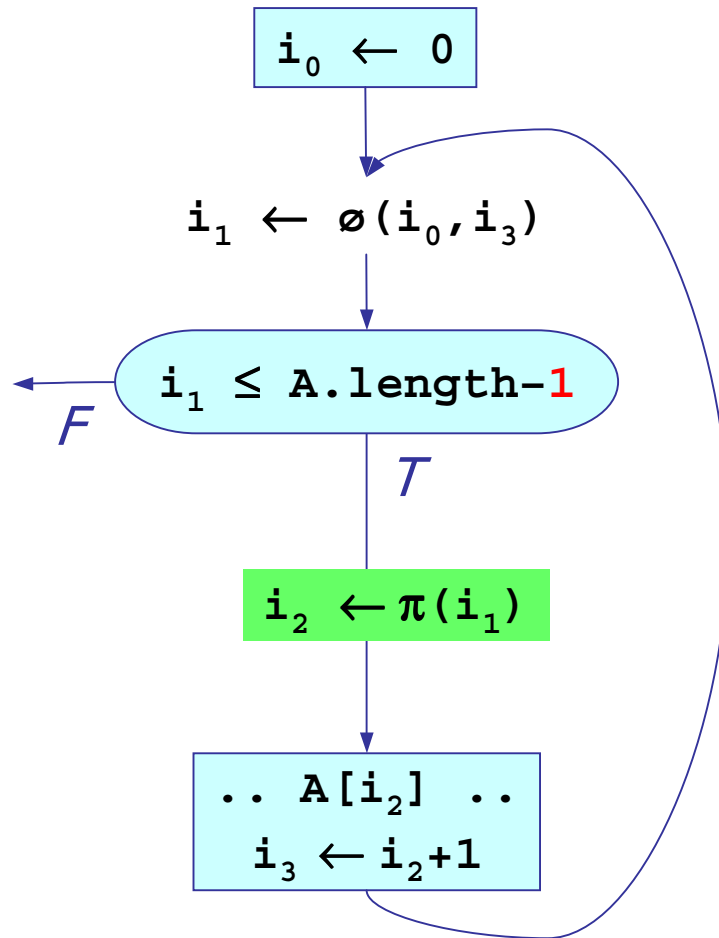 i₀ ← 0
i₁ ← ø(i₀,i₃)
i₁ ≤ A.length-1
F
T
i₂ ← π(i₁)
.. A[i₂] ..
i₃ ← i₂+1